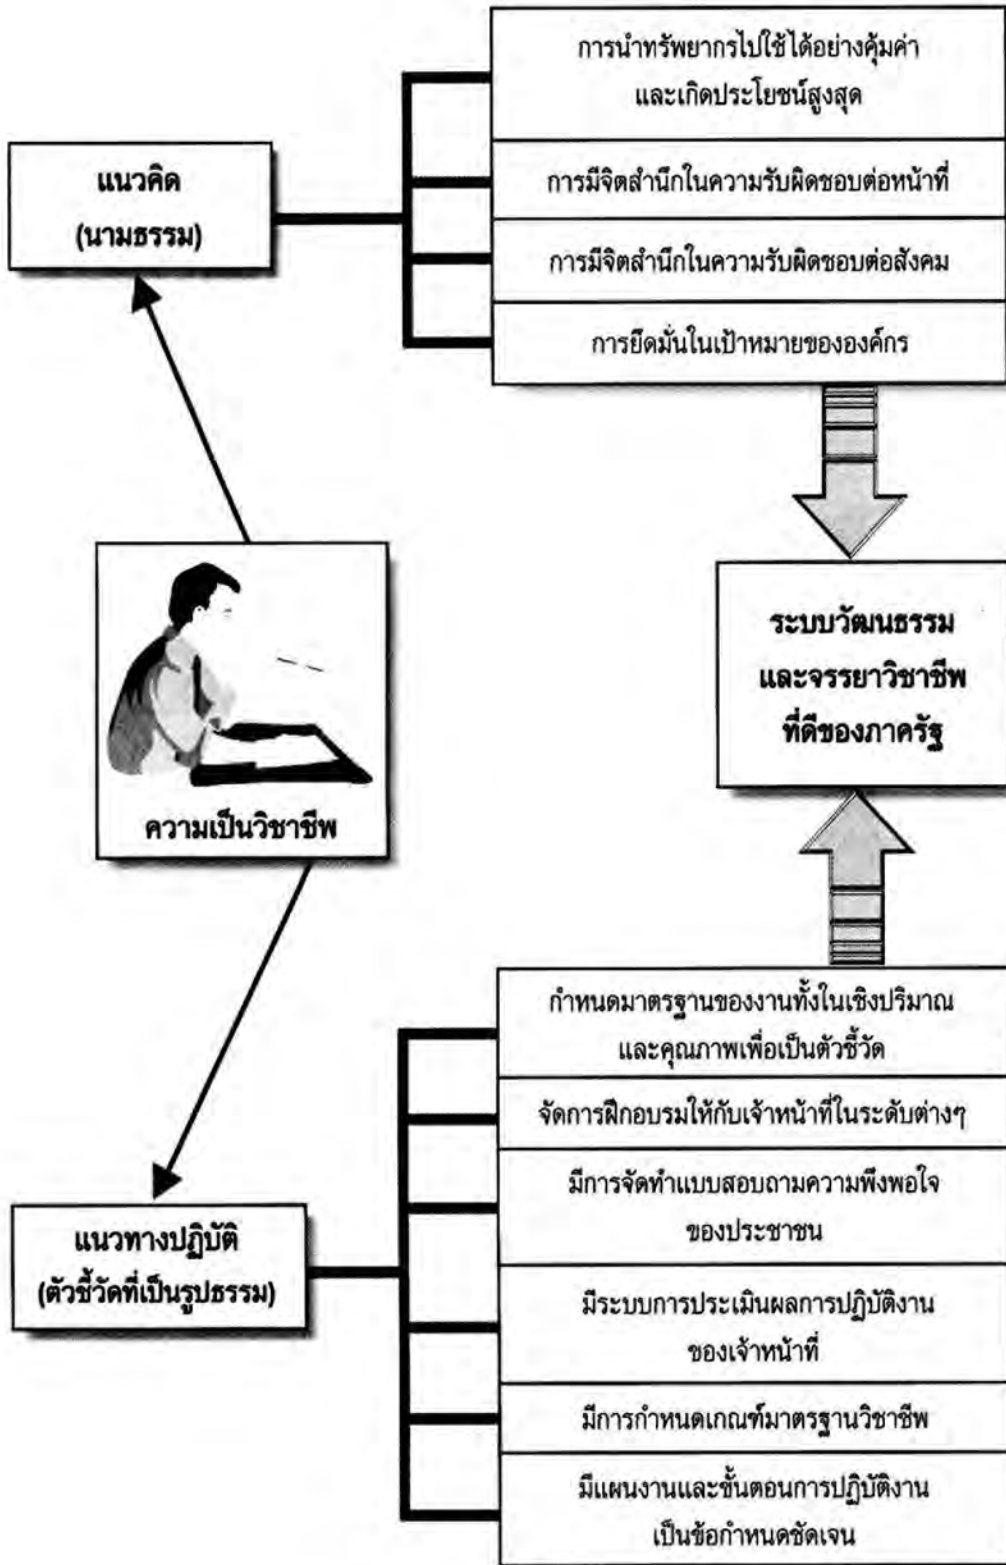 การนำทรัพยากรไปใช้ได้อย่างคุ้มค่า
และเกิดประโยชน์สูงสุด
แนวคิด
(นามธรรม)
การมีจิตสำนึกในความรับผิดชอบต่อหน้าที่
การมีจิตสำนึกในความรับผิดชอบต่อสังคม
การยึดมั่นในเป้าหมายขององค์กร
ระบบวัฒนธรรม
และจรรยาวิชาชีพ
ที่ดีของภาครัฐ
ความเป็นวิชาชีพ
กำหนดมาตรฐานของงานทั้งในเชิงปริมาณ
และคุณภาพเพื่อเป็นตัวชี้วัด
จัดการฝึกอบรมให้กับเจ้าหน้าที่ในระดับต่างๆ
มีการจัดทำแบบสอบถามความพึงพอใจ
ของประชาชน
แนวทางปฏิบัติ
(ตัวชี้วัดที่เป็นรูปธรรม)
มีระบบการประเมินผลการปฏิบัติงาน
ของเจ้าหน้าที่
มีการกำหนดเกณฑ์มาตรฐานวิชาชีพ
มีแผนงานและขั้นตอนการปฏิบัติงาน
เป็นข้อกำหนดชัดเจน